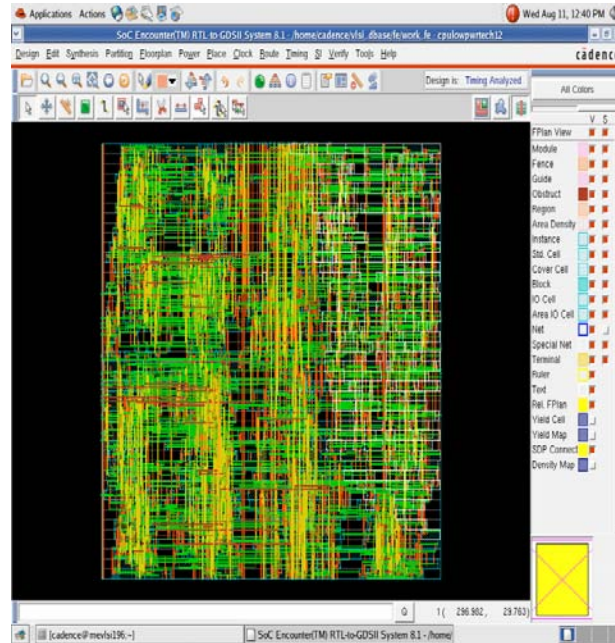 Applications Actions
Wed Aug 11, 12:40 PM
SoC Encounter(TM) RTL-to-GDSII System 8.1 - /home/cadence/vlsi_dbase/fe/work_fe - cpulowpwrtech12
Design Edit Synthesis Partition Floorplan Power Place Clock Route Timing SI Verify Tools Help
cādence
Design is: Timing Analyzed
All Colors
V S
FPlan View
Module
Fence
Guide
Obstruct
Region
Area Density
Instance
Std. Cell
Cover Cell
Block
IO Cell
Area IO Cell
Net
Special Net
Terminal
Ruler
Text
Rel. FPlan
Yield Cell
Yield Map
SDP Connect
Density Map
Q
1( 296.902, 29.763)
[cadence@mevlsi196:~]
SoC Encounter(TM) RTL-to-GDSII System 8.1 - /home